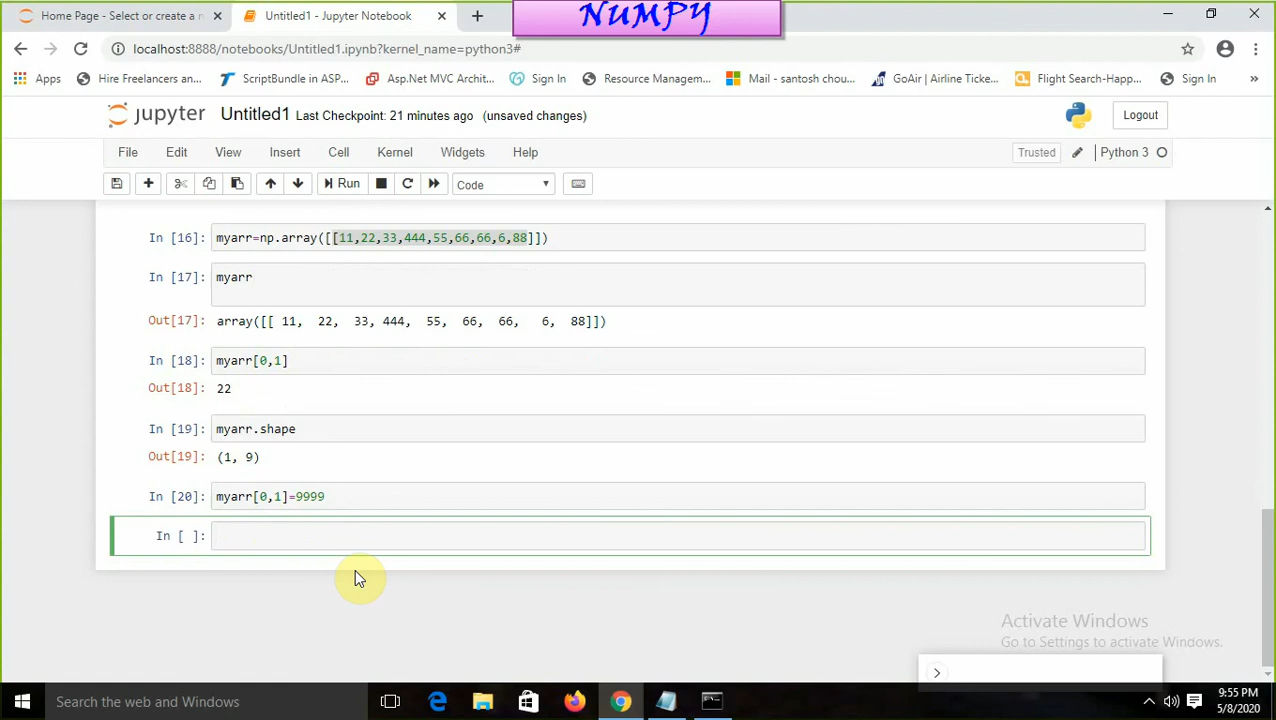 Home Page - Select or create a n
Untitled1 - Jupyter Notebook
NUMPY
localhost:8888/notebooks/Untitled1.ipynb?kernel_name=python3#
Apps
Hire Freelancers an...
ScriptBundle in ASP...
Asp.Net MVC Archit...
Sign In
Resource Managem...
Mail - santosh chou...
GoAir | Airline Ticke...
Flight Search-Happ...
Sign In
»
jupyter Untitled1 Last Checkpoint: 21 minutes ago (unsaved changes)
Logout
File Edit View Insert Cell Kernel Widgets Help
Trusted
Python 3
Run
Code
In [16]: myarr=np.array([[11,22,33,444,55,66,66,6,88]])
In [17]: myarr
Out[17]: array([[ 11, 22, 33, 444, 55, 66, 66, 6, 88]])
In [18]: myarr[0,1]
Out[18]: 22
In [19]: myarr.shape
Out[19]: (1, 9)
In [20]: myarr[0,1]=9999
In [ ]:
Activate Windows
Go to Settings to activate Windows.
Search the web and Windows
9:55 PM
5/8/2020